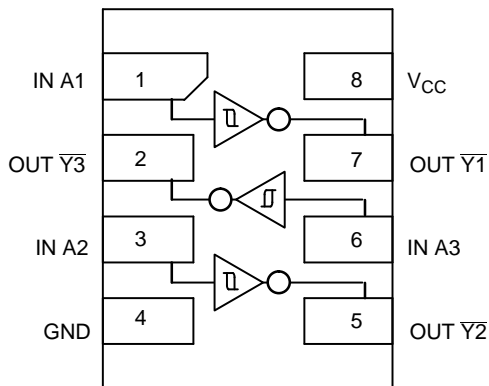 IN A1 1 8 VCC
OUT Y3 2 7 OUT Y1
IN A2 3 6 IN A3
GND 4 5 OUT Y2